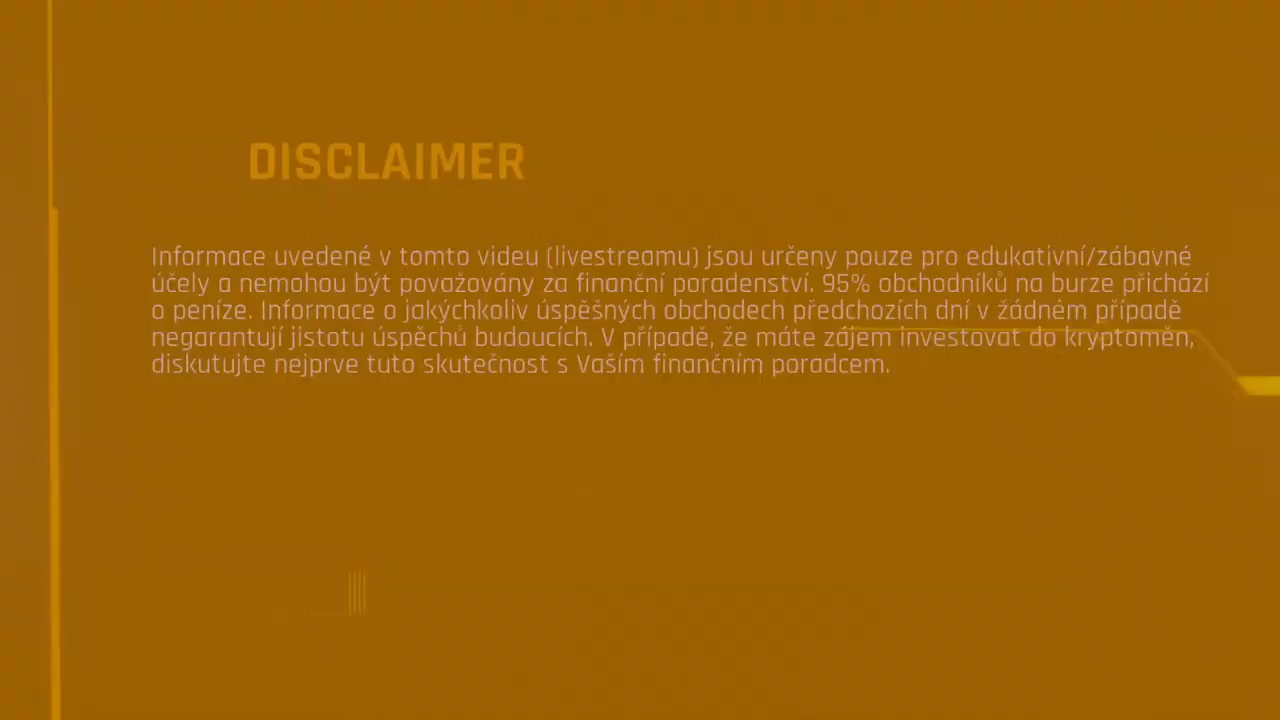 DISCLAIMER
Informace uvedené v tomto videu (livestreamu) jsou určeny pouze pro edukativní/zábavné
účely a nemohou být považovány za finanční poradenství. 95% obchodníků na burze přichází
o peníze. Informace o jakýchkoliv úspěšných obchodech předchozích dní v žádném případě
negarantují jistotu úspěchů budoucích. V případě, že máte zájem investovat do kryptoměn,
diskutujte nejprve tuto skutečnost s Vaším finančním poradcem.